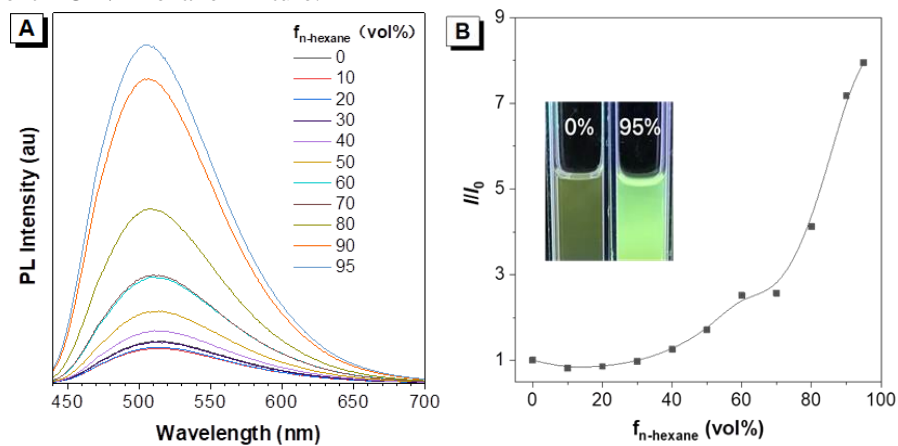 A
f n-hexane (vol%)
0
10
20
30
40
50
60
70
80
90
95
PL Intensity (au)
450 500 550 600 650 700
Wavelength (nm)
B
9
7
5
3
1
I/I0
0% 95%
0 20 40 60 80 100
f n-hexane (vol%)